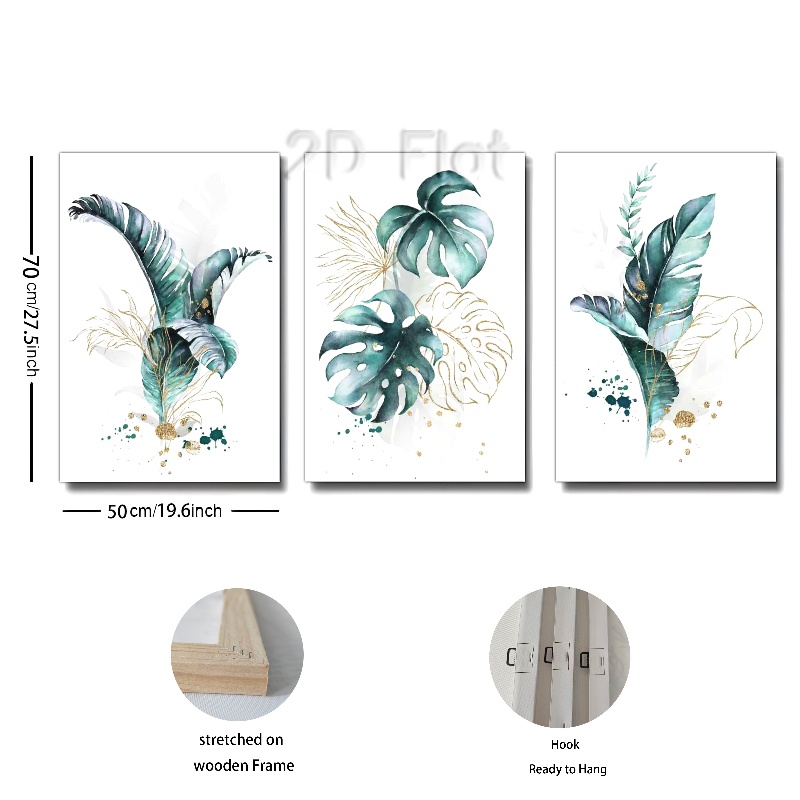 2D Flat
70 cm/27.5inch
50 cm/19.6inch
stretched on
wooden Frame
Hook
Ready to Hang